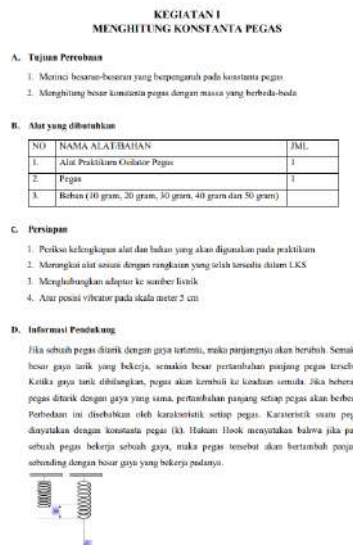 KEGIATAN I
MENGHITUNG KONSTANTA PEGAS
A. Tujuan Percobaan
1. Merinci besaran-besaran yang berpengaruh pada konstanta pegas
2. Menghitung besar konstanta pegas dengan massa yang berbeda-beda
B. Alat yang dibutuhkan
NO NAMA ALAT/BAHAN JML
1. Alat Praktikum Osilator Pegas 1
2. Pegas 1
3. Beban (10 gram, 20 gram, 30 gram, 40 gram dan 50 gram)
C. Persiapan
1. Periksa kelengkapan alat dan bahan yang akan digunakan pada praktikum
2. Merangkai alat sesuai dengan rangkaian yang telah tersedia dalam LKS
3. Menghubungkan adaptor ke sumber listrik
4. Atur posisi vibrator pada skala meter 5 cm
D. Informasi Pendukung
Jika sebuah pegas ditarik dengan gaya tertentu, maka panjangnya akan berubah. Semak
besar gaya tarik yang bekerja, semakin besar pertambahan panjang pegas terseb
Ketika gaya tarik dihilangkan, pegas akan kembali ke keadaan semula. Jika bebera
pegas ditarik dengan gaya yang sama, pertambahan panjang setiap pegas akan berbe
Perbedaan ini disebabkan oleh karakteristik setiap pegas. Karateristik suatu peg
dinyatakan dengan konstanta pegas (k). Hukum Hook menyatakan bahwa jika pa
sebuah pegas bekerja sebuah gaya, maka pegas tersebut akan bertambah panja
sebanding dengan besar gaya yang bekerja padanya.